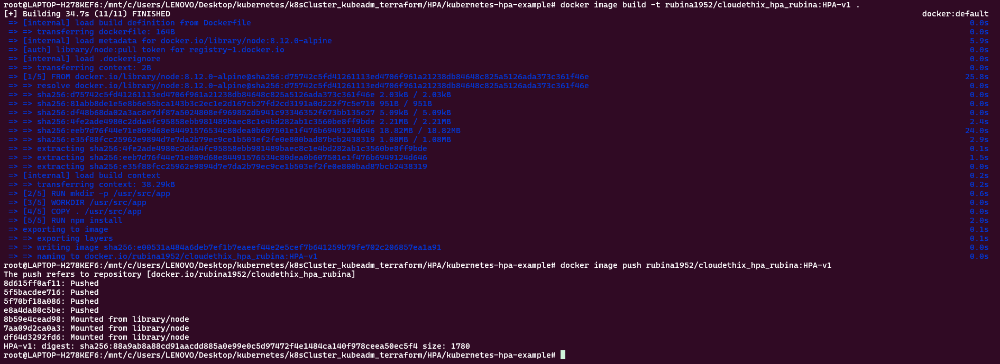 root@LAPTOP-H278KEF6:/mnt/c/Users/LENOVO/Desktop/kubernetes/k8sCluster_kubeadm_terraform/HPA/kubernetes-hpa-example# docker image build -t rubina1952/cloudethix_hpa_rubina:HPA-v1 .
[+] Building 34.7s (11/11) FINISHED docker:default
=> [internal] load build definition from Dockerfile 0.0s
=> => transferring dockerfile: 164B 0.0s
=> [internal] load metadata for docker.io/library/node:8.12.0-alpine 5.9s
=> [auth] library/node:pull token for registry-1.docker.io 0.0s
=> [internal] load .dockerignore 0.0s
=> => transferring context: 2B 0.0s
=> [1/5] FROM docker.io/library/node:8.12.0-alpine@sha256:d75742c5fd41261113ed4706f961a21238db84648c825a5126ada373c361f46e 25.8s
=> => resolve docker.io/library/node:8.12.0-alpine@sha256:d75742c5fd41261113ed4706f961a21238db84648c825a5126ada373c361f46e 0.0s
=> => sha256:d75742c5fd41261113ed4706f961a21238db84648c825a5126ada373c361f46e 2.03kB / 2.03kB 0.0s
=> => sha256:81abb8de1e5e8b6e55bca143b3c2ec1e2d167cb27fd2cd3191a0d222f7c5e710 951B / 951B 0.0s
=> => sha256:df48b68da02a3ac8e7df87a5024808ef969852db941c93346352f673bb135e27 5.09kB / 5.09kB 0.0s
=> => sha256:4fe2ade4980c2dda4fc95858ebb981489baec8c1e4bd282ab1c3560be8ff9bde 2.21MB / 2.21MB 2.4s
=> => sha256:eeb7d76f44e71e809d68e84491576534c80dea0b607501e1f476b6949124d646 18.82MB / 18.82MB 24.0s
=> => sha256:e35f88fcc25962e9894d7e7da2b79ec9ce1b503ef2fe0e800bad87bcb2438319 1.08MB / 1.08MB 2.9s
=> => extracting sha256:4fe2ade4980c2dda4fc95858ebb981489baec8c1e4bd282ab1c3560be8ff9bde 0.1s
=> => extracting sha256:eeb7d76f44e71e809d68e84491576534c80dea0b607501e1f476b6949124d646 1.5s
=> => extracting sha256:e35f88fcc25962e9894d7e7da2b79ec9ce1b503ef2fe0e800bad87bcb2438319 0.0s
=> [internal] load build context 0.2s
=> => transferring context: 38.29kB 0.2s
=> [2/5] RUN mkdir -p /usr/src/app 0.6s
=> [3/5] WORKDIR /usr/src/app 0.0s
=> [4/5] COPY . /usr/src/app 0.0s
=> [5/5] RUN npm install 2.0s
=> exporting to image 0.1s
=> => exporting layers 0.1s
=> => writing image sha256:e00531a484a6deb7ef1b7eaeef44e2e5cef7b641259b79fe702c206857ea1a91 0.0s
=> => naming to docker.io/rubina1952/cloudethix_hpa_rubina:HPA-v1 0.0s
root@LAPTOP-H278KEF6:/mnt/c/Users/LENOVO/Desktop/kubernetes/k8sCluster_kubeadm_terraform/HPA/kubernetes-hpa-example# docker image push rubina1952/cloudethix_hpa_rubina:HPA-v1
The push refers to repository [docker.io/rubina1952/cloudethix_hpa_rubina]
8d615ff0af11: Pushed
5f5bacdee716: Pushed
5f70bf18a086: Pushed
e8a4da80c5be: Pushed
8b59e4cead98: Mounted from library/node
7aa09d2ca0a3: Mounted from library/node
df64d3292fd6: Mounted from library/node
HPA-v1: digest: sha256:88a9ab8a88cd91aacdd885a0e99e0c5d97472f4e1484ca140f978ceea50ec5f4 size: 1780
root@LAPTOP-H278KEF6:/mnt/c/Users/LENOVO/Desktop/kubernetes/k8sCluster_kubeadm_terraform/HPA/kubernetes-hpa-example#